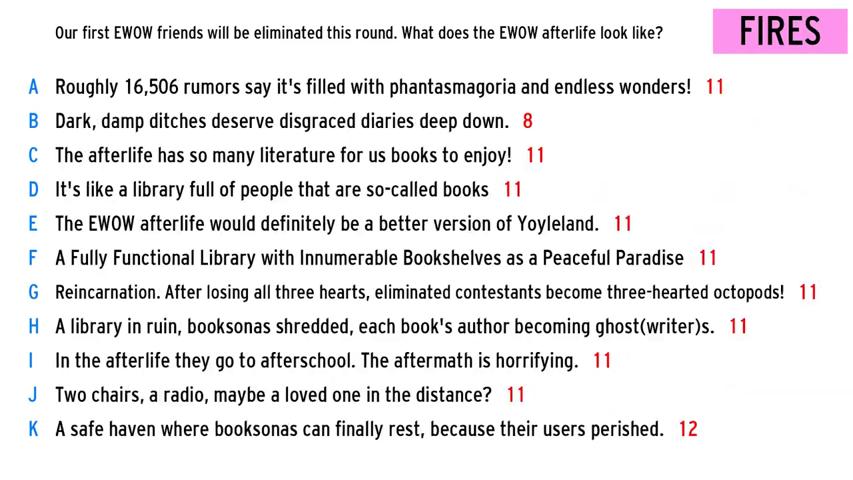 Our first EWOW friends will be eliminated this round. What does the EWOW afterlife look like?
FIRES
A Roughly 16,506 rumors say it's filled with phantasmagoria and endless wonders! 11
B Dark, damp ditches deserve disgraced diaries deep down. 8
C The afterlife has so many literature for us books to enjoy! 11
D It's like a library full of people that are so-called books 11
E The EWOW afterlife would definitely be a better version of Yoyleland. 11
F A Fully Functional Library with Innumerable Bookshelves as a Peaceful Paradise 11
G Reincarnation. After losing all three hearts, eliminated contestants become three-hearted octopods! 11
H A library in ruin, booksonas shredded, each book's author becoming ghost(writer)s. 11
I In the afterlife they go to afterschool. The aftermath is horrifying. 11
J Two chairs, a radio, maybe a loved one in the distance? 11
K A safe haven where booksonas can finally rest, because their users perished. 12